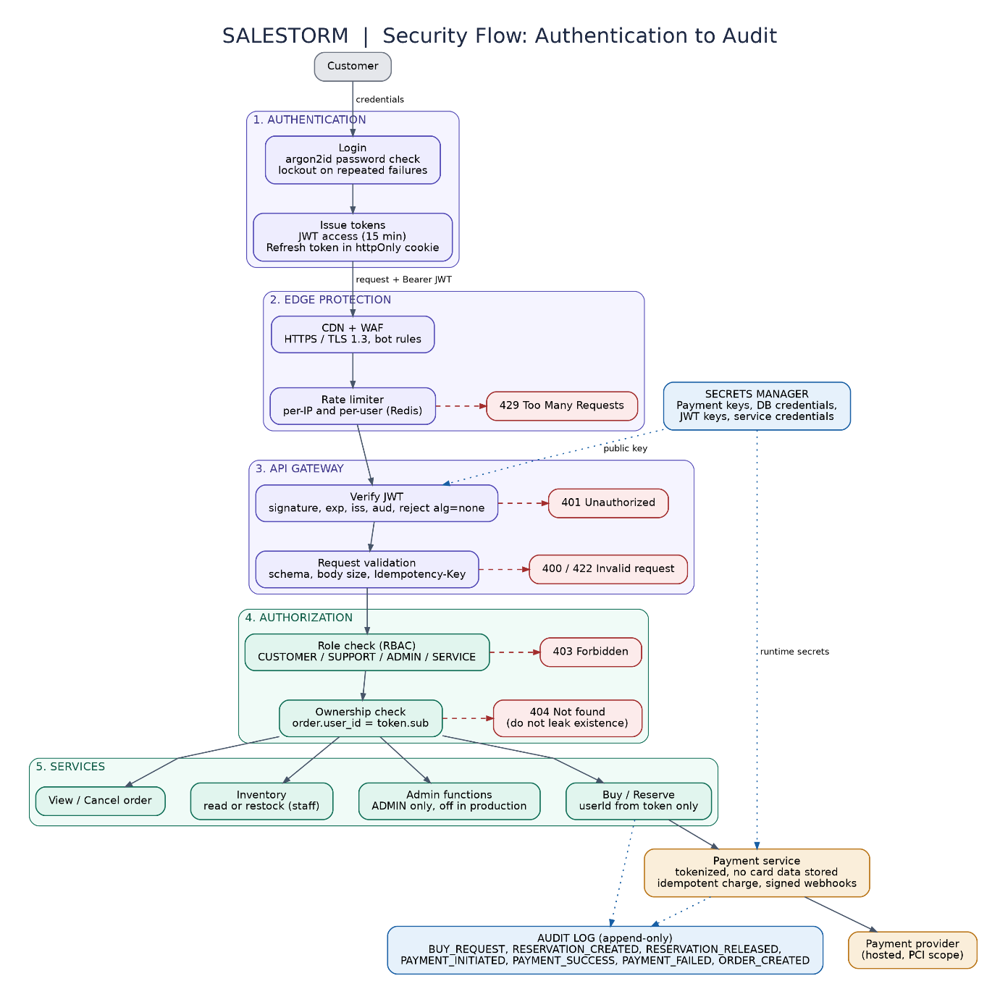 SALESTORM | Security Flow: Authentication to Audit
Customer
credentials
1. AUTHENTICATION
Login
argon2id password check
lockout on repeated failures
Issue tokens
JWT access (15 min)
Refresh token in httpOnly cookie
request + Bearer JWT
2. EDGE PROTECTION
CDN + WAF
HTTPS / TLS 1.3, bot rules
Rate limiter
per-IP and per-user (Redis)
429 Too Many Requests
SECRETS MANAGER
Payment keys, DB credentials,
JWT keys, service credentials
public key
3. API GATEWAY
Verify JWT
signature, exp, iss, aud, reject alg=none
401 Unauthorized
Request validation
schema, body size, Idempotency-Key
400 / 422 Invalid request
4. AUTHORIZATION
Role check (RBAC)
CUSTOMER / SUPPORT / ADMIN / SERVICE
403 Forbidden
runtime secrets
Ownership check
order.user_id = token.sub
404 Not found
(do not leak existence)
5. SERVICES
View / Cancel order
Inventory
read or restock (staff)
Admin functions
ADMIN only, off in production
Buy / Reserve
userId from token only
Payment service
tokenized, no card data stored
idempotent charge, signed webhooks
AUDIT LOG (append-only)
BUY_REQUEST, RESERVATION_CREATED, RESERVATION_RELEASED,
PAYMENT_INITIATED, PAYMENT_SUCCESS, PAYMENT_FAILED, ORDER_CREATED
Payment provider
(hosted, PCI scope)